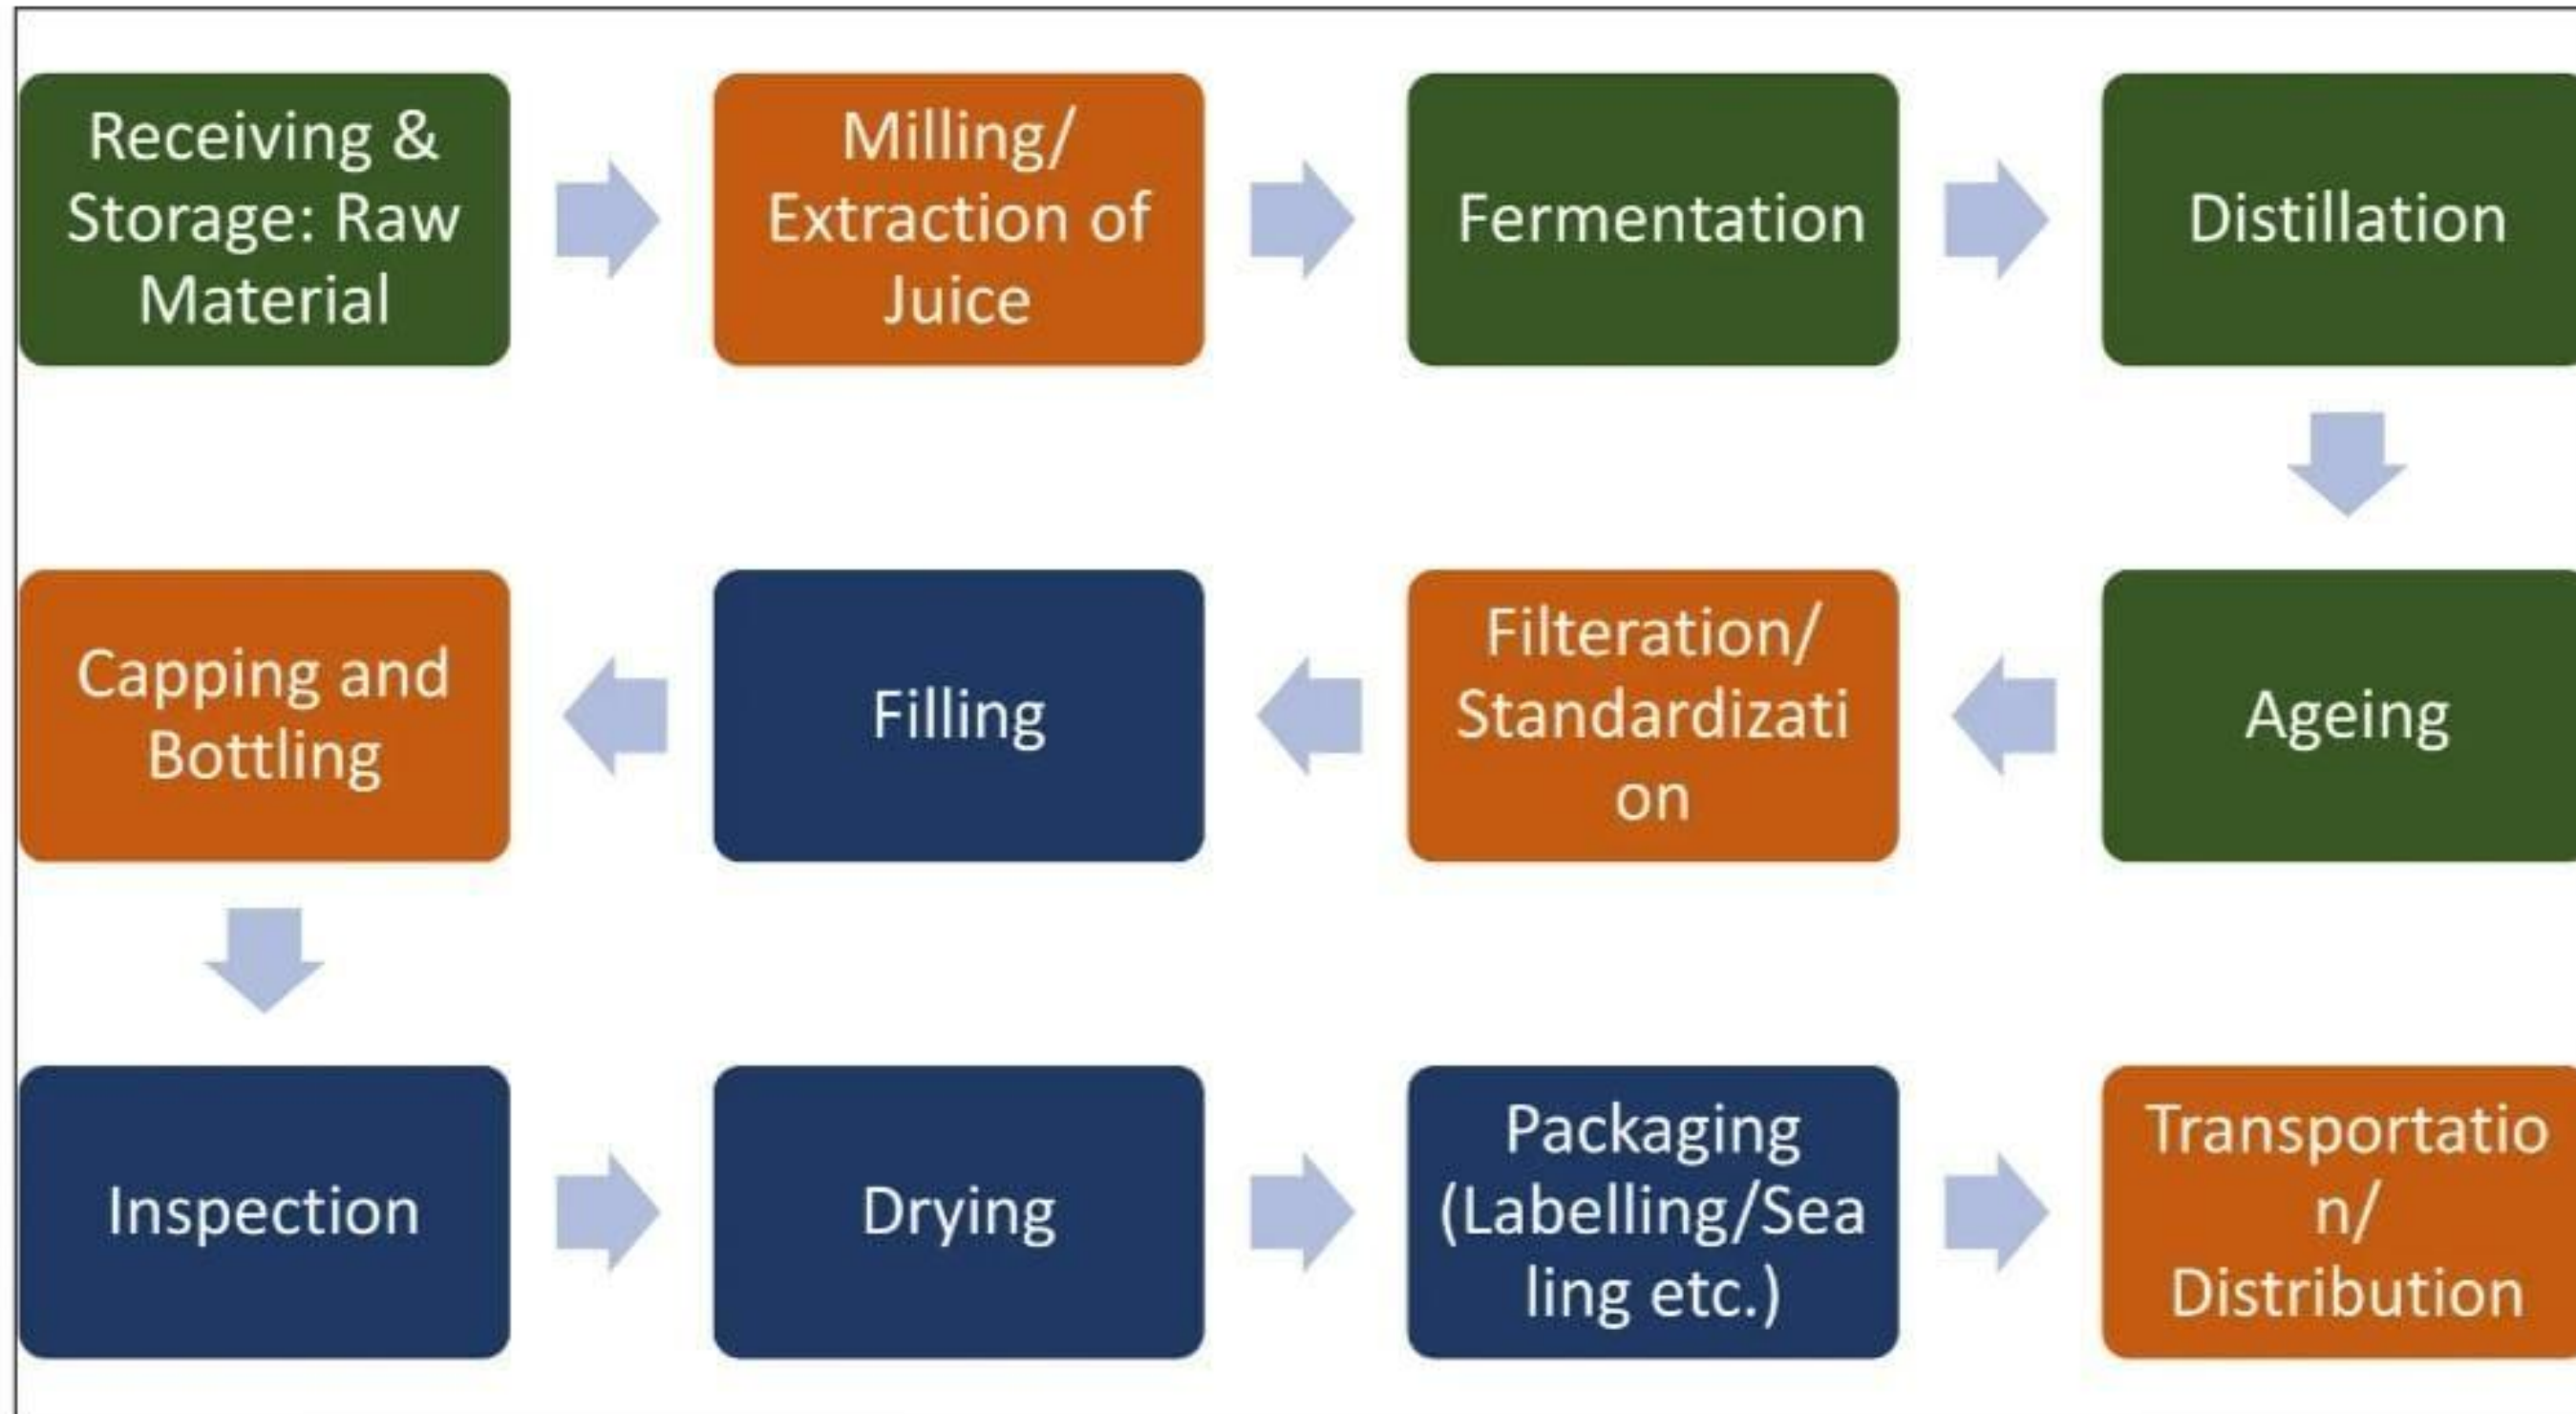 Receiving &
Storage: Raw
Material
Milling/
Extraction of
Juice
Fermentation
Distillation
Ageing
Filteration/
Standardizati
on
Filling
Capping and
Bottling
Inspection
Drying
Packaging
(Labelling/Sea
ling etc.)
Transportatio
n/
Distribution